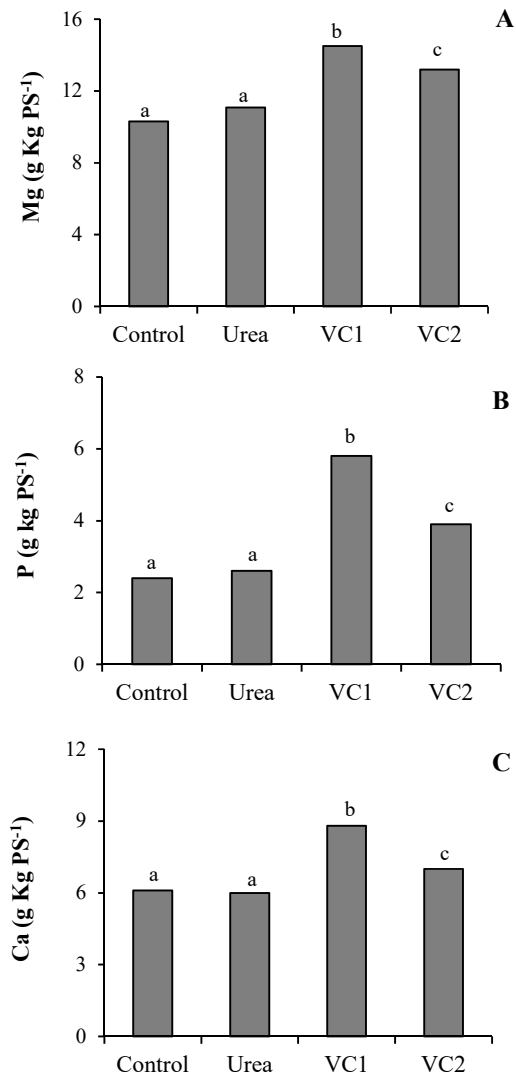 A
Mg (g Kg PS-1)
16
12
8
4
0
a
a
b
c
Control Urea VC1 VC2
B
P (g kg PS-1)
8
6
4
2
0
a
a
b
c
Control Urea VC1 VC2
C
Ca (g Kg PS-1)
12
9
6
3
0
a
a
b
c
Control Urea VC1 VC2